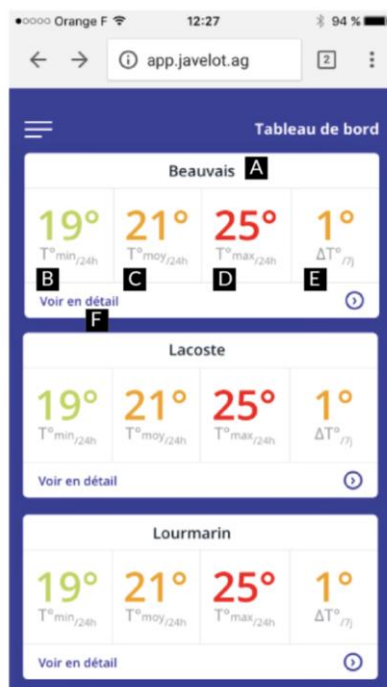 Orange F 12:27 94 %
app.javelot.ag 2
Tableau de bord
Beauvais A
19° 21° 25° 1°
T°min/24h T°moy/24h T°max/24h ΔT°/7j
B C D E
Voir en détail
F
Lacoste
19° 21° 25° 1°
T°min/24h T°moy/24h T°max/24h ΔT°/7j
Voir en détail
Lourmarin
19° 21° 25° 1°
T°min/24h T°moy/24h T°max/24h ΔT°/7j
Voir en détail